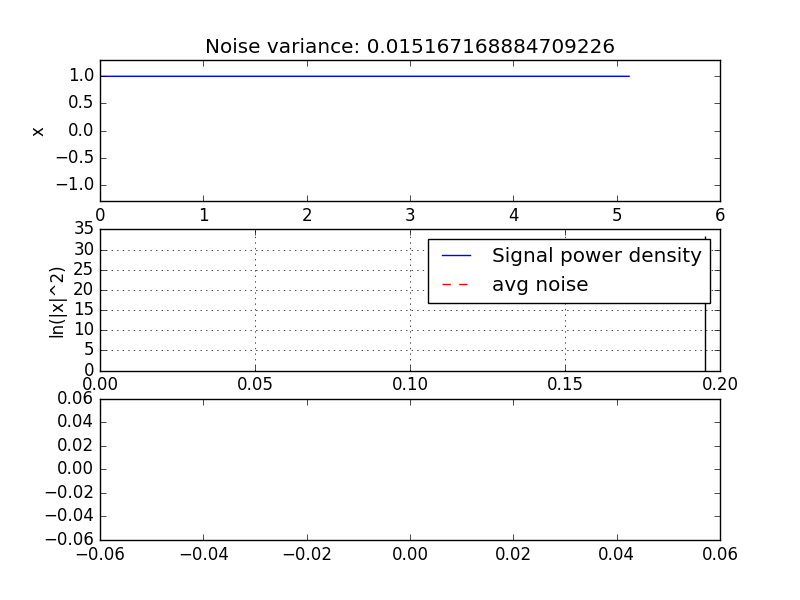 Noise variance: 0.015167168884709226
1.0
0.5
0.0
−0.5
−1.0
x
0 1 2 3 4 5 6
35
30
25
20
15
10
5
0
ln(|x|^2)
Signal power density
avg noise
0.00 0.05 0.10 0.15 0.20
0.06
0.04
0.02
0.00
−0.02
−0.04
−0.06
−0.06 −0.04 −0.02 0.00 0.02 0.04 0.06